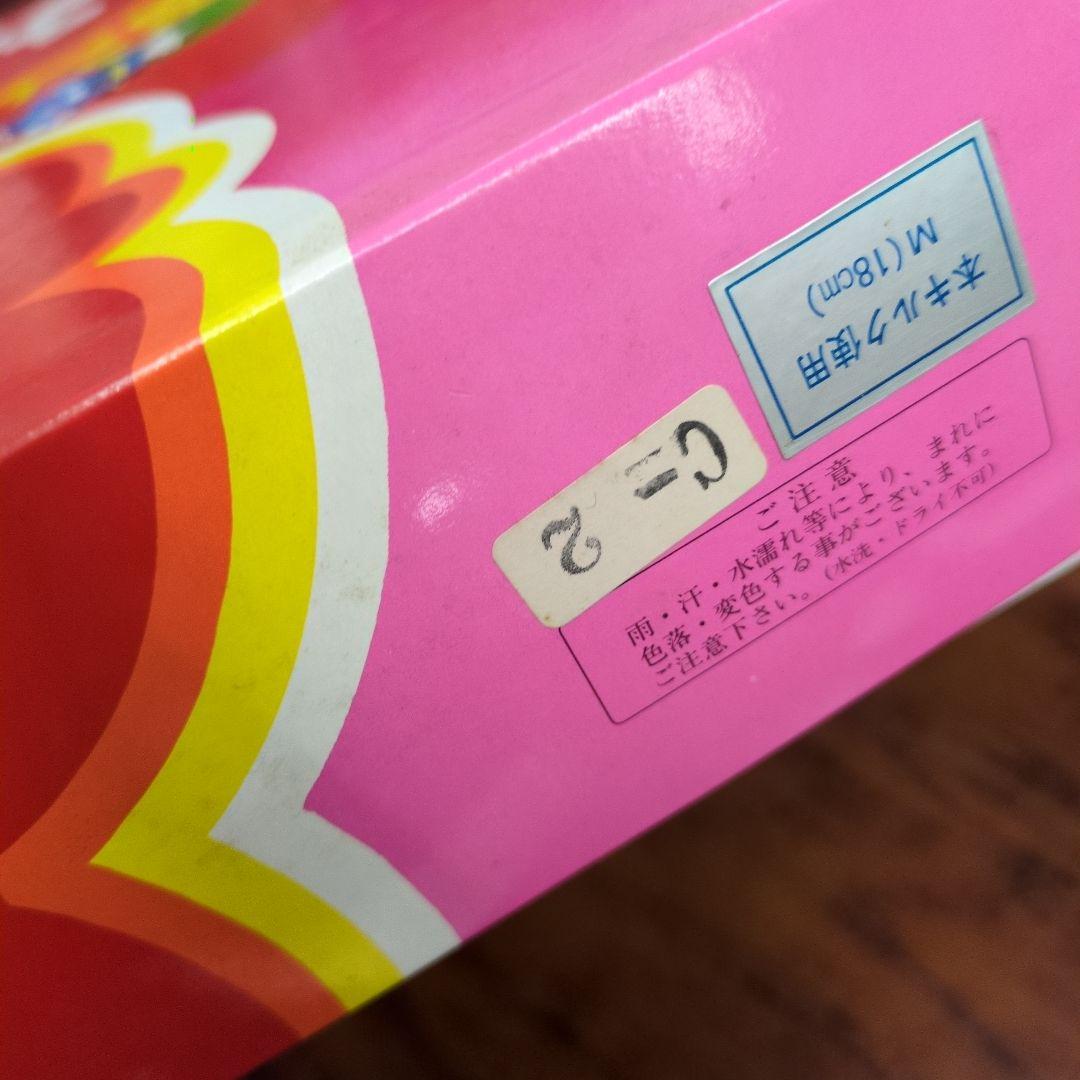 本キルク使用
M(18cm)
C-2
ご注意
雨・汗・水濡れ等により、まれに
色落・変色する事がございます。
ご注意下さい。(水洗・ドライ不可)